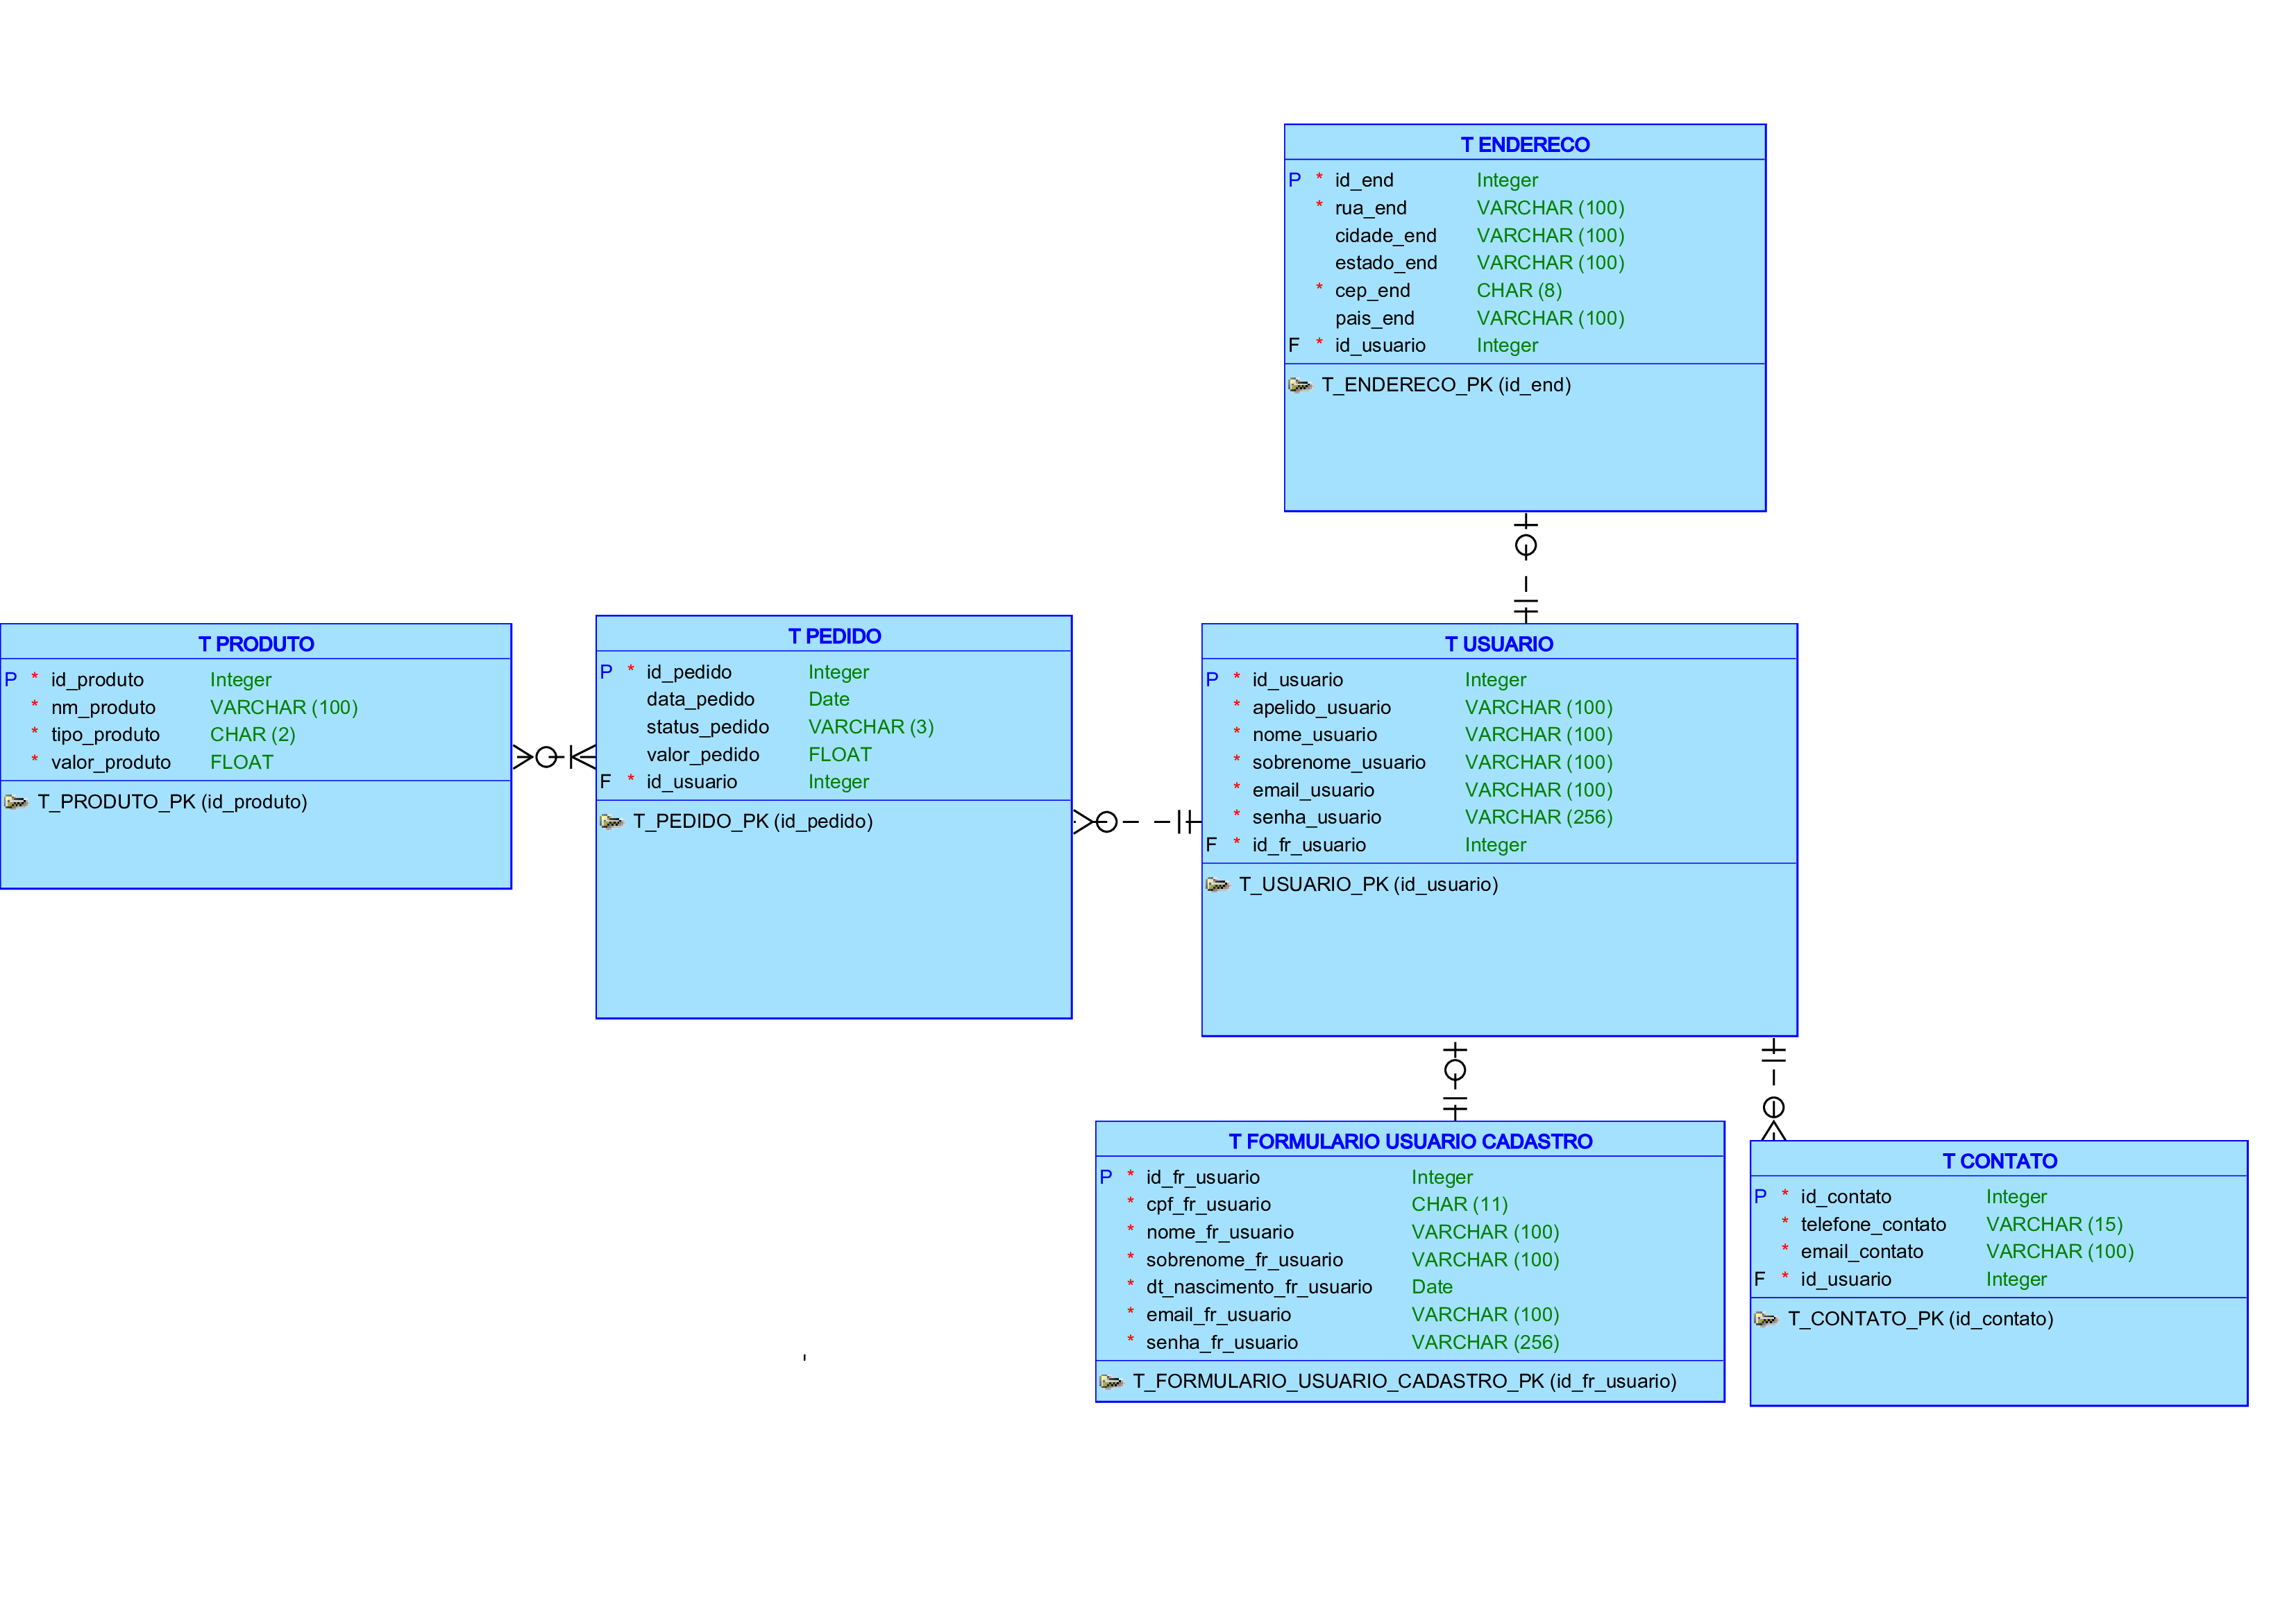 T ENDERECO
P * id_end Integer
* rua_end VARCHAR (100)
cidade_end VARCHAR (100)
estado_end VARCHAR (100)
* cep_end CHAR (8)
pais_end VARCHAR (100)
F * id_usuario Integer
T_ENDERECO_PK (id_end)
T PRODUTO
P * id_produto Integer
* nm_produto VARCHAR (100)
* tipo_produto CHAR (2)
* valor_produto FLOAT
T_PRODUTO_PK (id_produto)
T PEDIDO
P * id_pedido Integer
data_pedido Date
status_pedido VARCHAR (3)
valor_pedido FLOAT
F * id_usuario Integer
T_PEDIDO_PK (id_pedido)
T USUARIO
P * id_usuario Integer
* apelido_usuario VARCHAR (100)
* nome_usuario VARCHAR (100)
* sobrenome_usuario VARCHAR (100)
* email_usuario VARCHAR (100)
* senha_usuario VARCHAR (256)
F * id_fr_usuario Integer
T_USUARIO_PK (id_usuario)
T FORMULARIO USUARIO CADASTRO
P * id_fr_usuario Integer
* cpf_fr_usuario CHAR (11)
* nome_fr_usuario VARCHAR (100)
* sobrenome_fr_usuario VARCHAR (100)
* dt_nascimento_fr_usuario Date
* email_fr_usuario VARCHAR (100)
* senha_fr_usuario VARCHAR (256)
T_FORMULARIO_USUARIO_CADASTRO_PK (id_fr_usuario)
T CONTATO
P * id_contato Integer
* telefone_contato VARCHAR (15)
* email_contato VARCHAR (100)
F * id_usuario Integer
T_CONTATO_PK (id_contato)
'